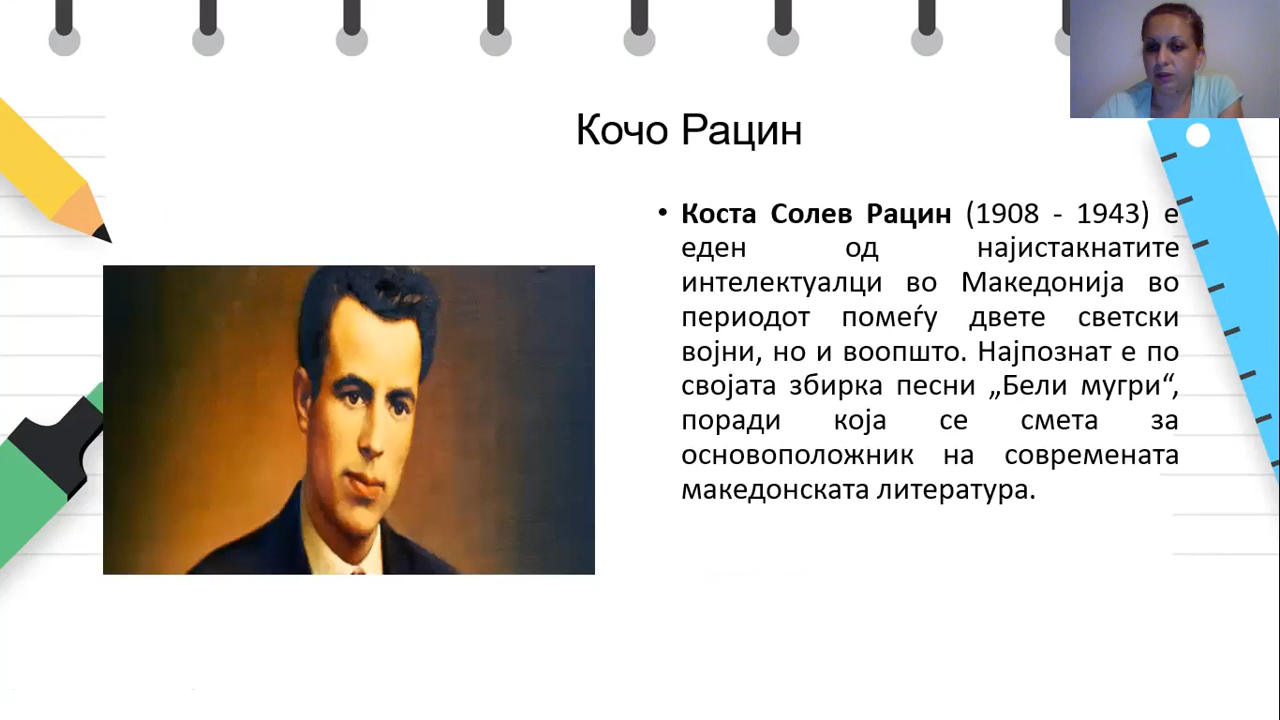 Кочо Рацин
• Коста Солев Рацин (1908 - 1943) е
еден од најистакнатите
интелектуалци во Македонија во
периодот помеѓу двете светски
војни, но и воопшто. Најпознат е по
својата збирка песни „Бели мугри“,
поради која се смета за
основоположник на современата
македонската литература.